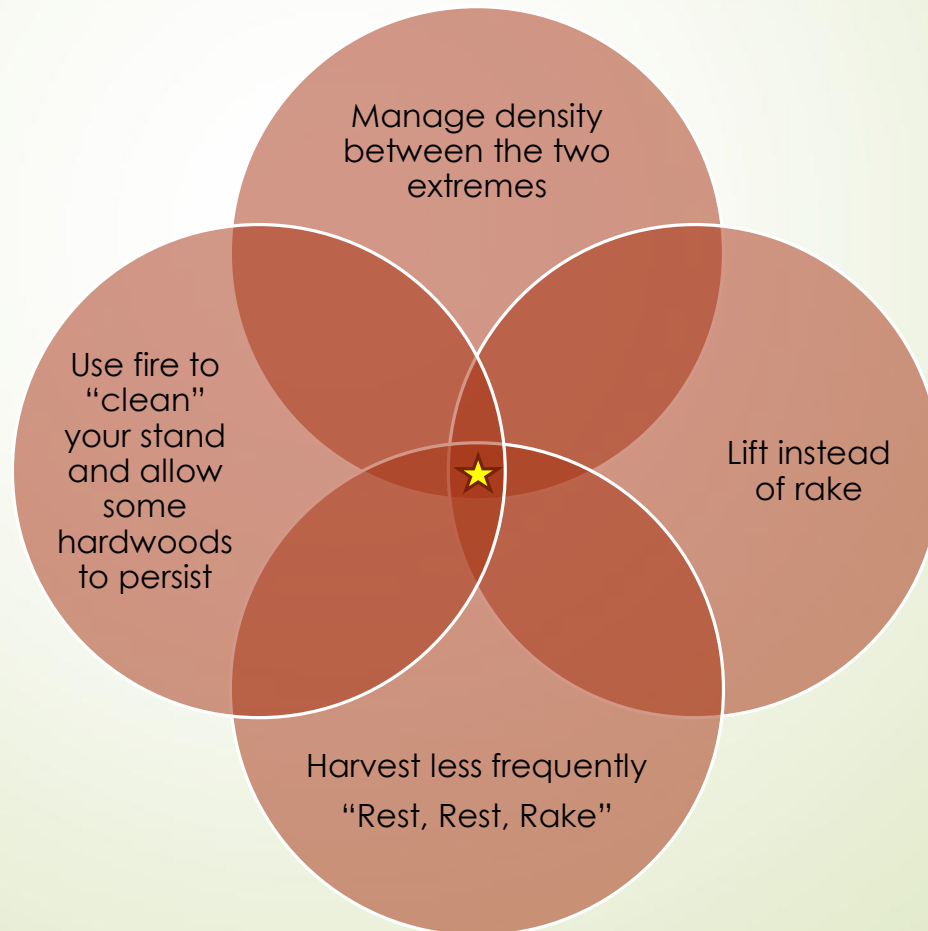 Manage density
between the two
extremes
Use fire to
“clean”
your stand
and allow
some
hardwoods
to persist
Lift instead
of rake
Harvest less frequently
“Rest, Rest, Rake”